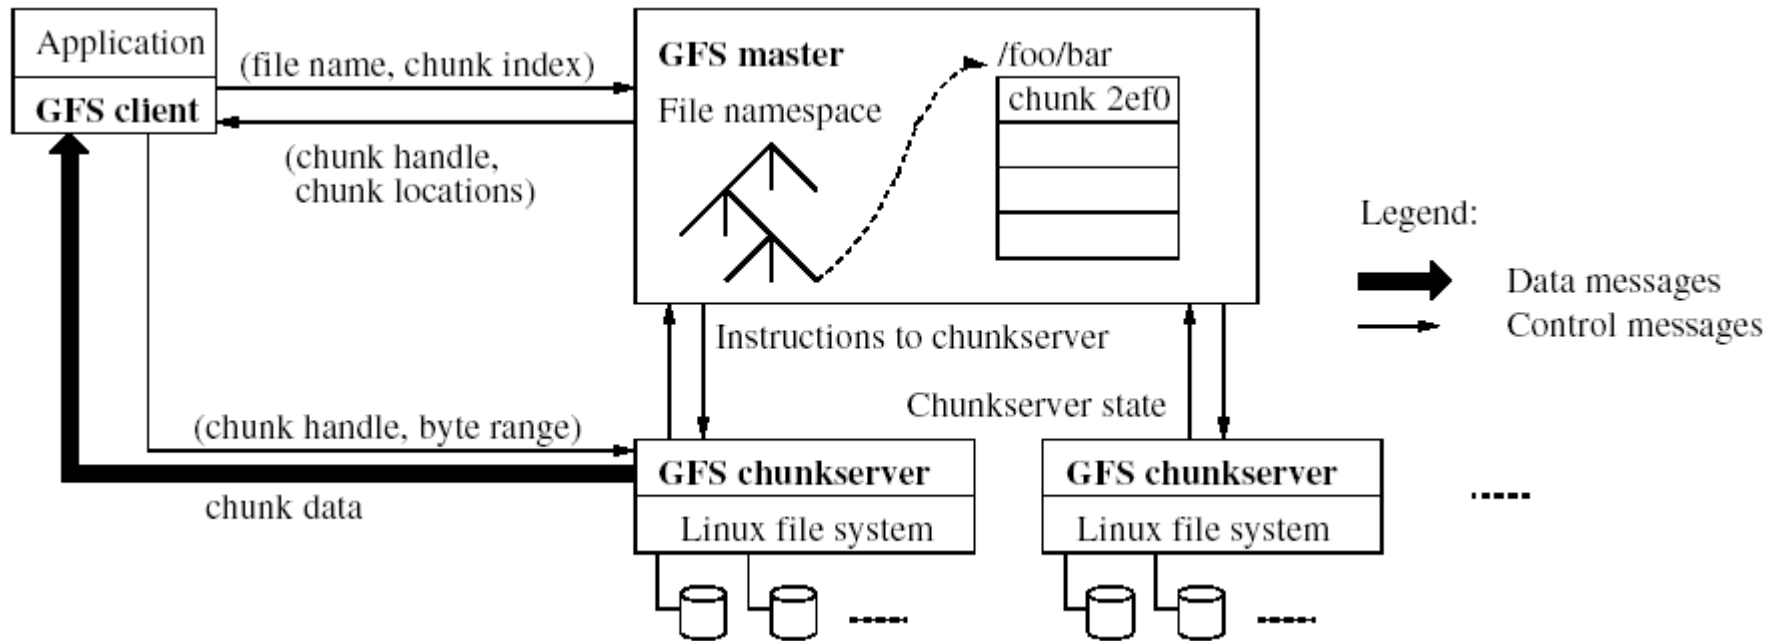 Application
GFS client
(file name, chunk index)
(chunk handle,
chunk locations)
GFS master
File namespace
/foo/bar
chunk 2ef0
Legend:
Data messages
Control messages
Instructions to chunkserver
Chunkserver state
(chunk handle, byte range)
chunk data
GFS chunkserver
Linux file system
GFS chunkserver
Linux file system